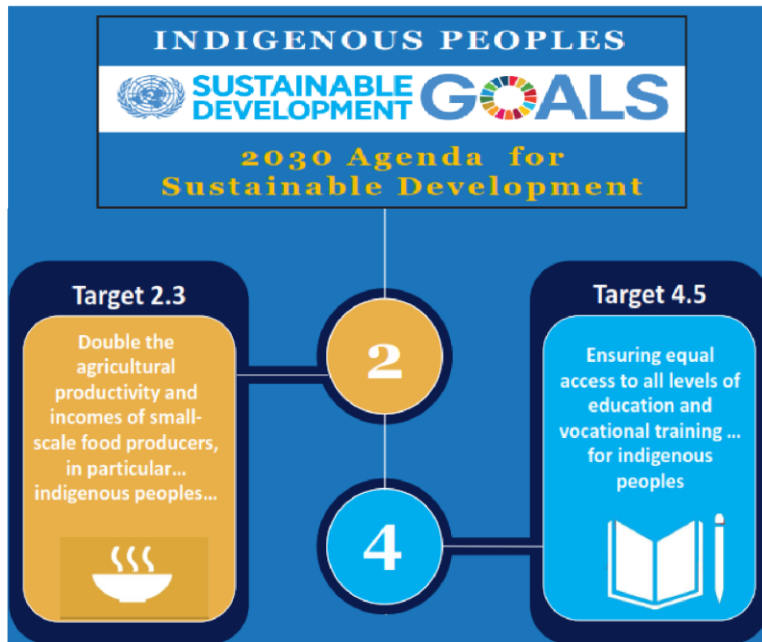 INDIGENOUS PEOPLES
SUSTAINABLE
DEVELOPMENT
GOALS
2030 Agenda for
Sustainable Development
Target 2.3
Double the
agricultural
productivity and
incomes of small-
scale food producers,
in particular...
indigenous peoples...
2
Target 4.5
Ensuring equal
access to all levels of
education and
vocational training ...
for indigenous
peoples
4